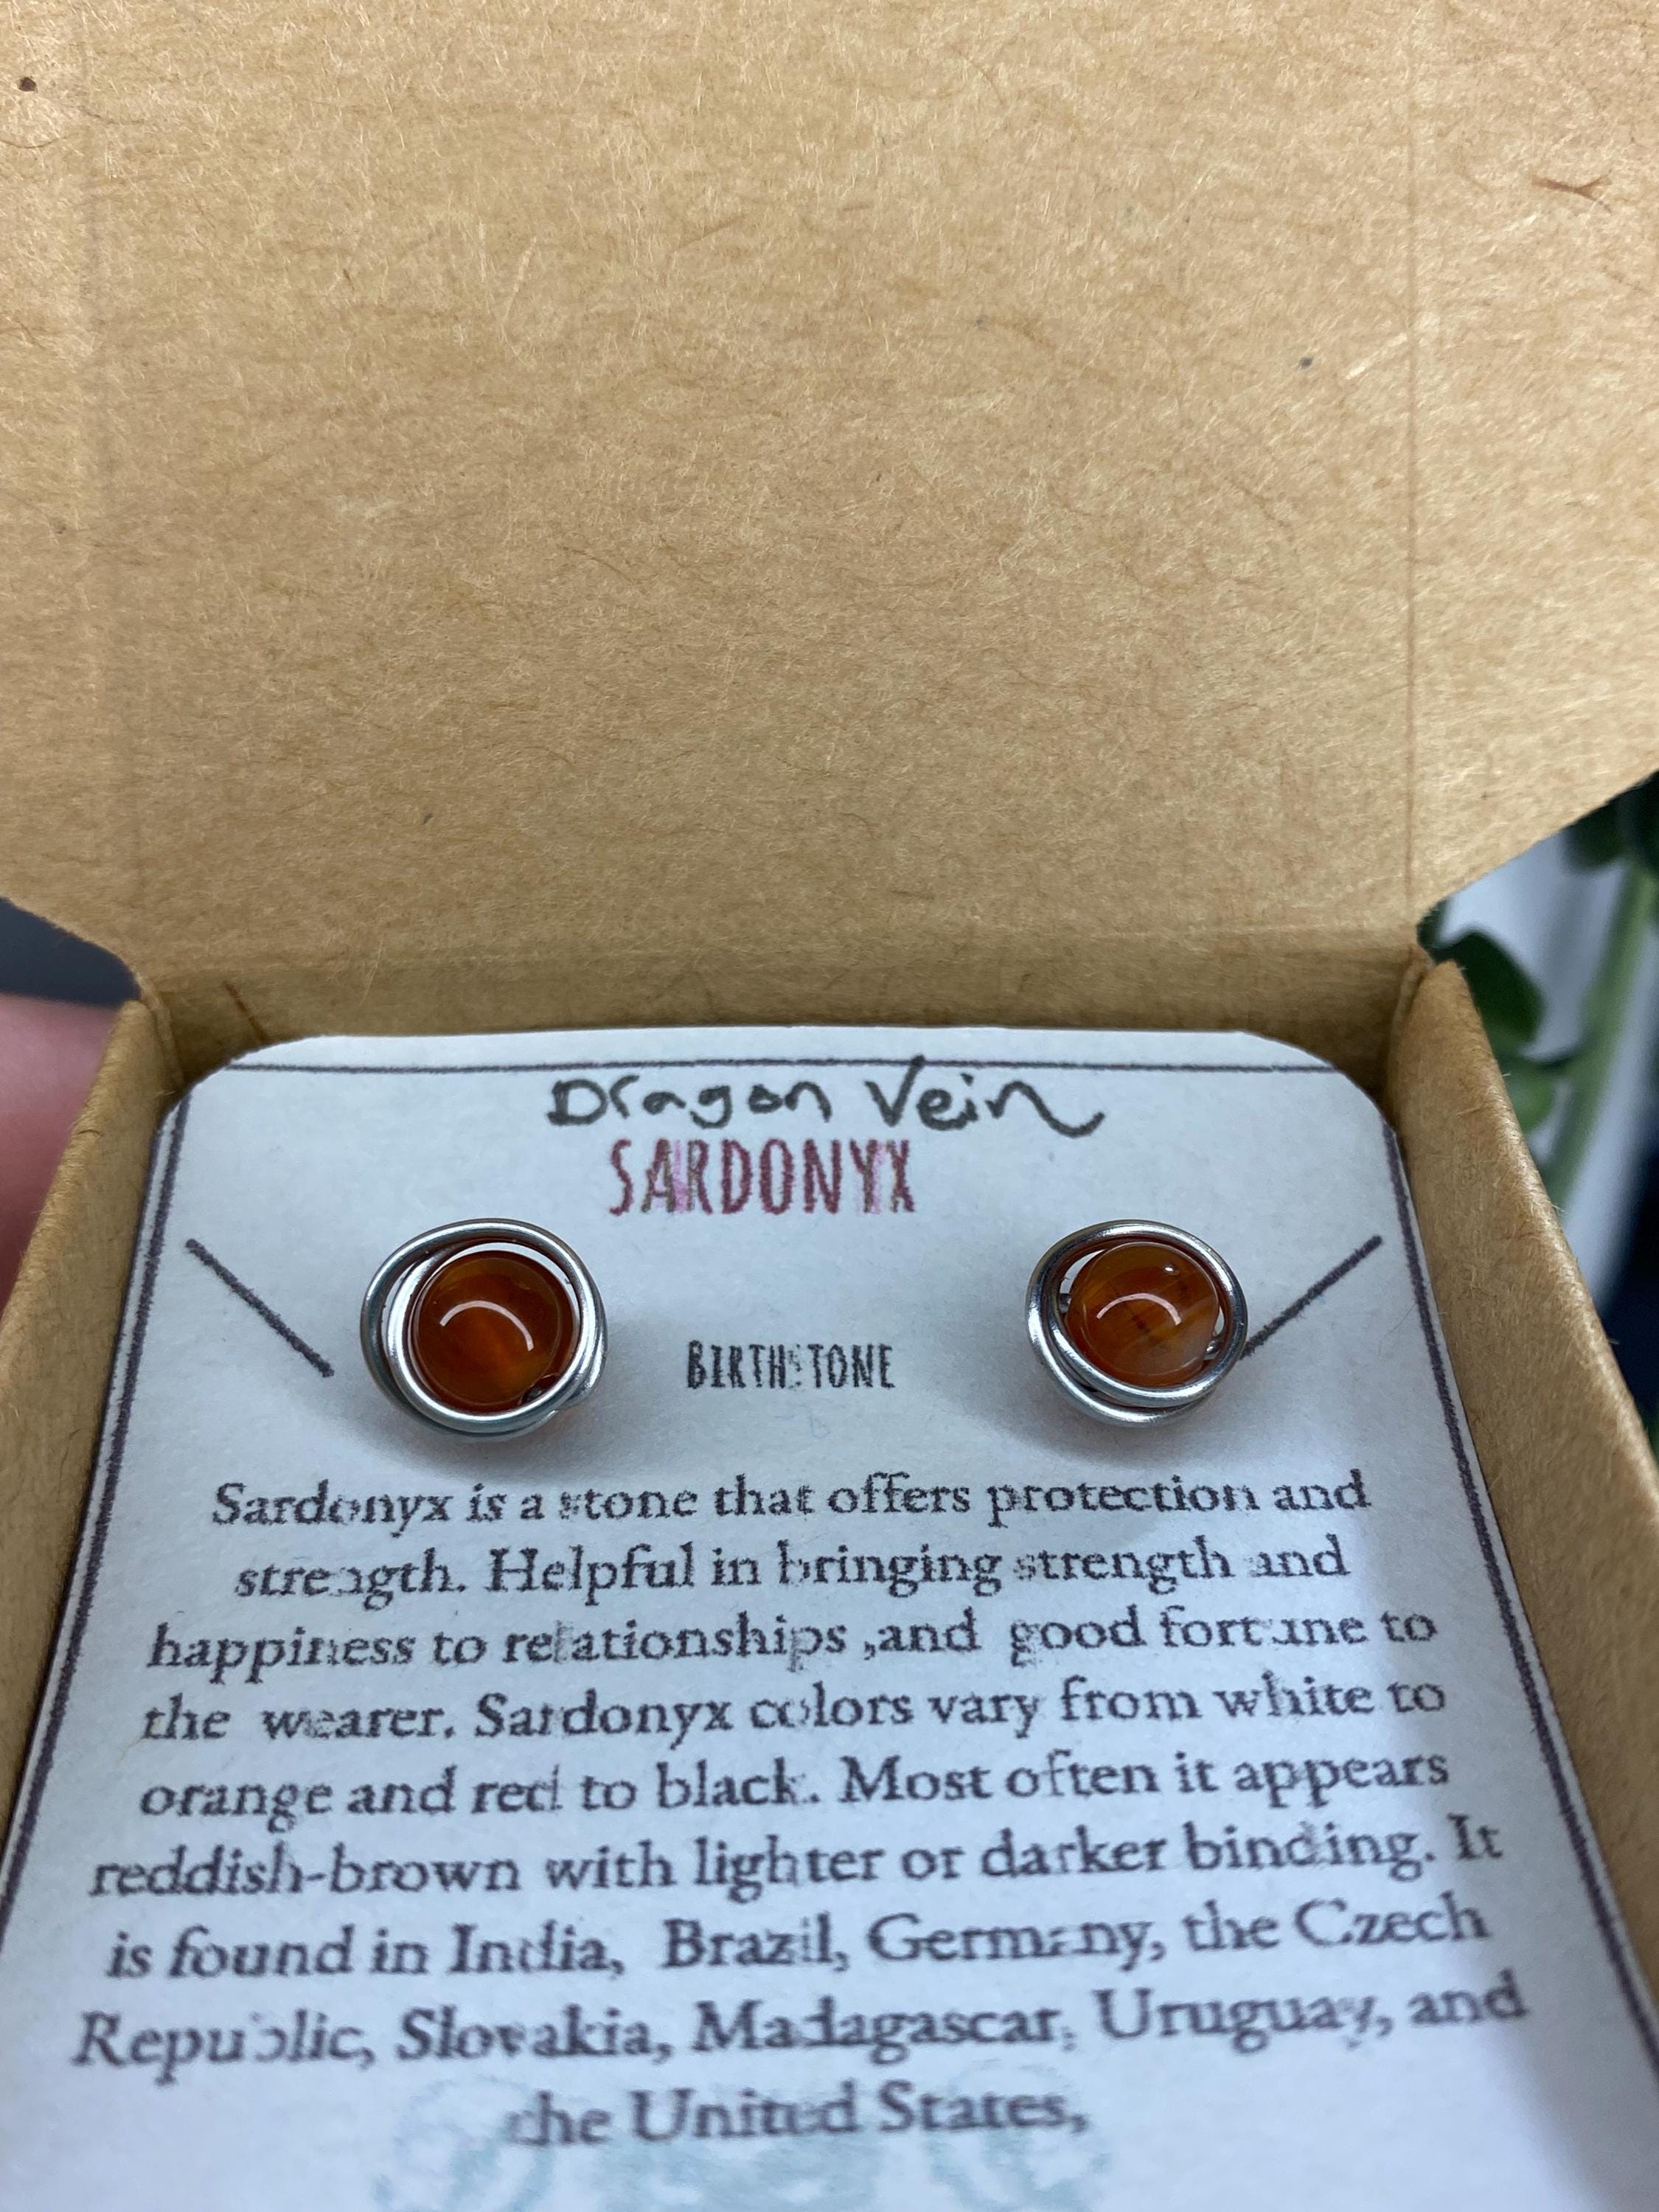 Dragon Vein
SARDONYX
BIRTHSTONE
Sardonyx is a stone that offers protection and
strength. Helpful in bringing strength and
happiness to relationships ,and good fortune to
the wearer. Sardonyx colors vary from white to
orange and red to black. Most often it appears
reddish-brown with lighter or darker binding. It
is found in India, Brazil, Germany, the Czech
Republic, Slovakia, Madagascar, Uruguay, and
the United States,